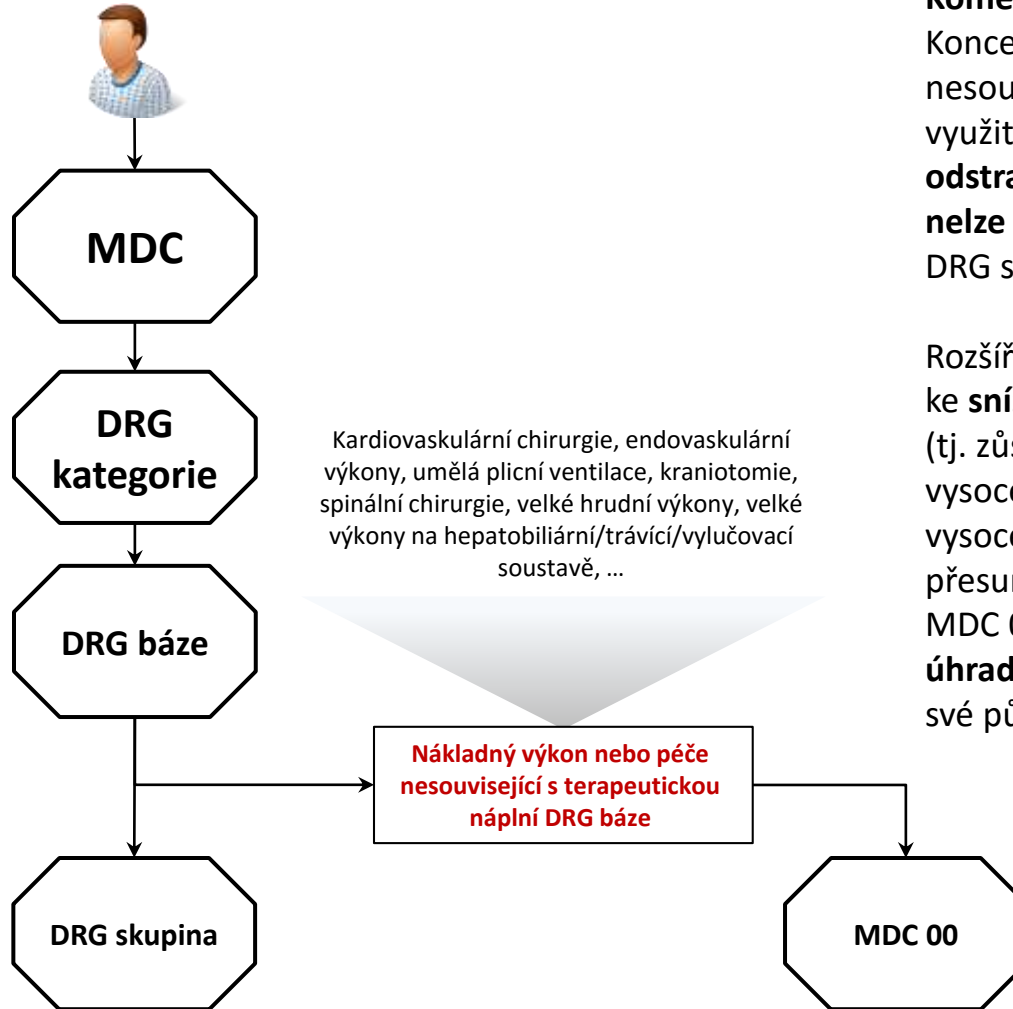 MDC
DRG
kategorie
DRG báze
DRG skupina
Kardiovaskulární chirurgie, endovaskulární
výkony, umělá plicní ventilace, kraniotomie,
spinální chirurgie, velké hrudní výkony, velké
výkony na hepatobiliární/trávící/vylučovací
soustavě, …
Nákladný výkon nebo péče
nesouvisející s terapeutickou
náplní DRG báze
MDC 00
Konce
nesou
využit
odstra
nelze
DRG s
Rozšíř
ke sní
(tj. zůs
vysoce
vysoce
přesu
MDC 0
úhrad
své pů